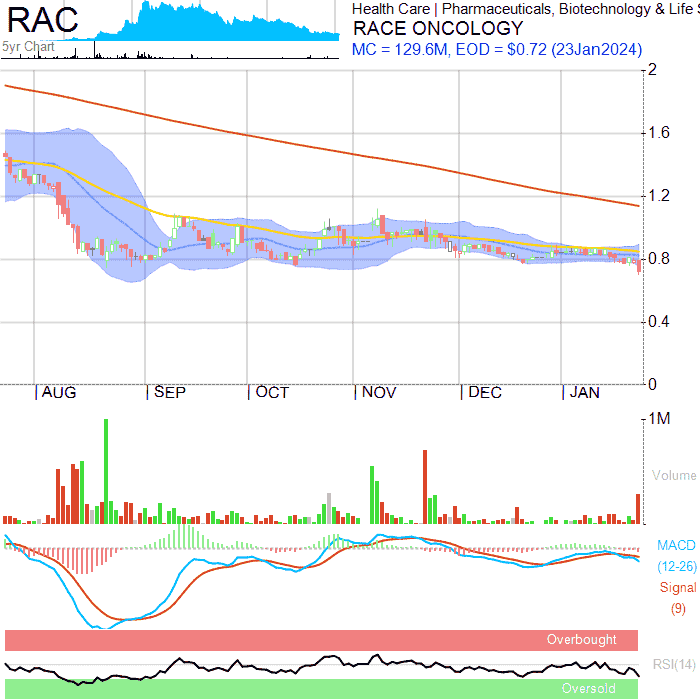 RAC
5yr Chart
Health Care | Pharmaceuticals, Biotechnology & Life S
RACE ONCOLOGY
MC = 129.6M, EOD = $0.72 (23Jan2024)
2
1.6
1.2
0.8
0.4
0
AUG SEP OCT NOV DEC JAN
1M
Volume
MACD
(12-26)
Signal
(9)
Overbought
RSI(14)
Oversold